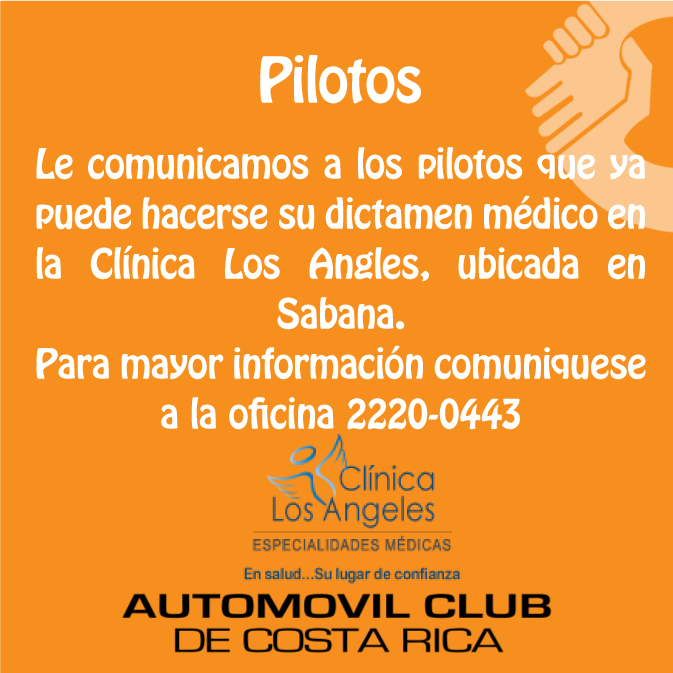 Pilotos
Le comunicamos a los pilotos que ya
puede hacerse su dictamen médico en
la Clínica Los Angles, ubicada en
Sabana.
Para mayor información comuniquese
a la oficina 2220-0443
Clínica
Los Angeles
ESPECIALIDADES MÉDICAS
En salud...Su lugar de confianza
AUTOMOVIL CLUB
DE COSTA RICA